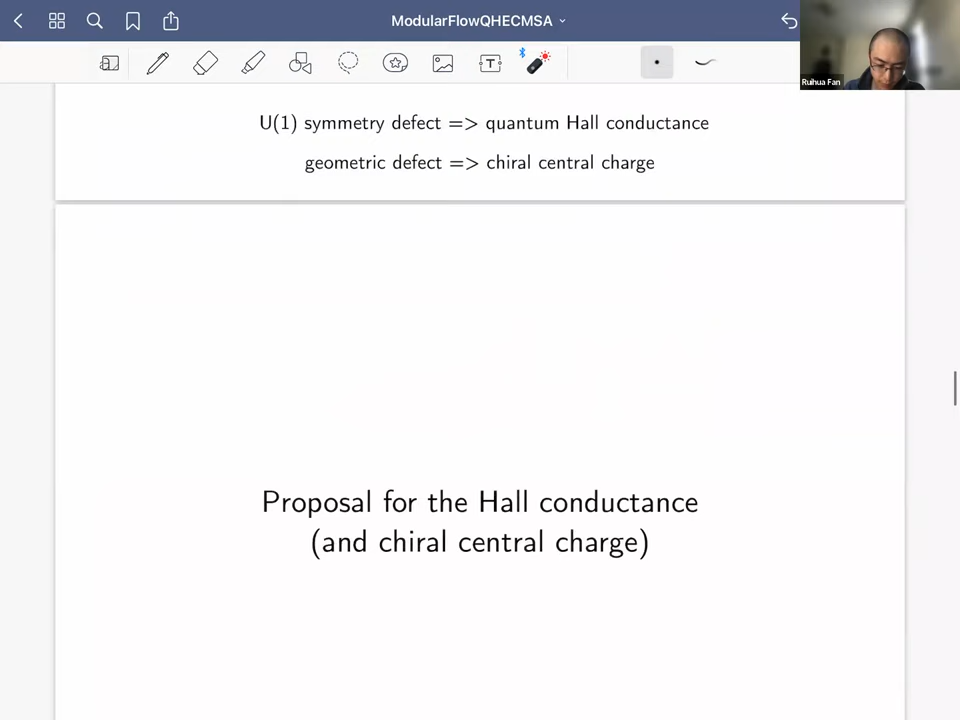 ModularFlowQHECMSA
T
Ruihua Fan
U(1) symmetry defect => quantum Hall conductance
geometric defect => chiral central charge
Proposal for the Hall conductance
(and chiral central charge)